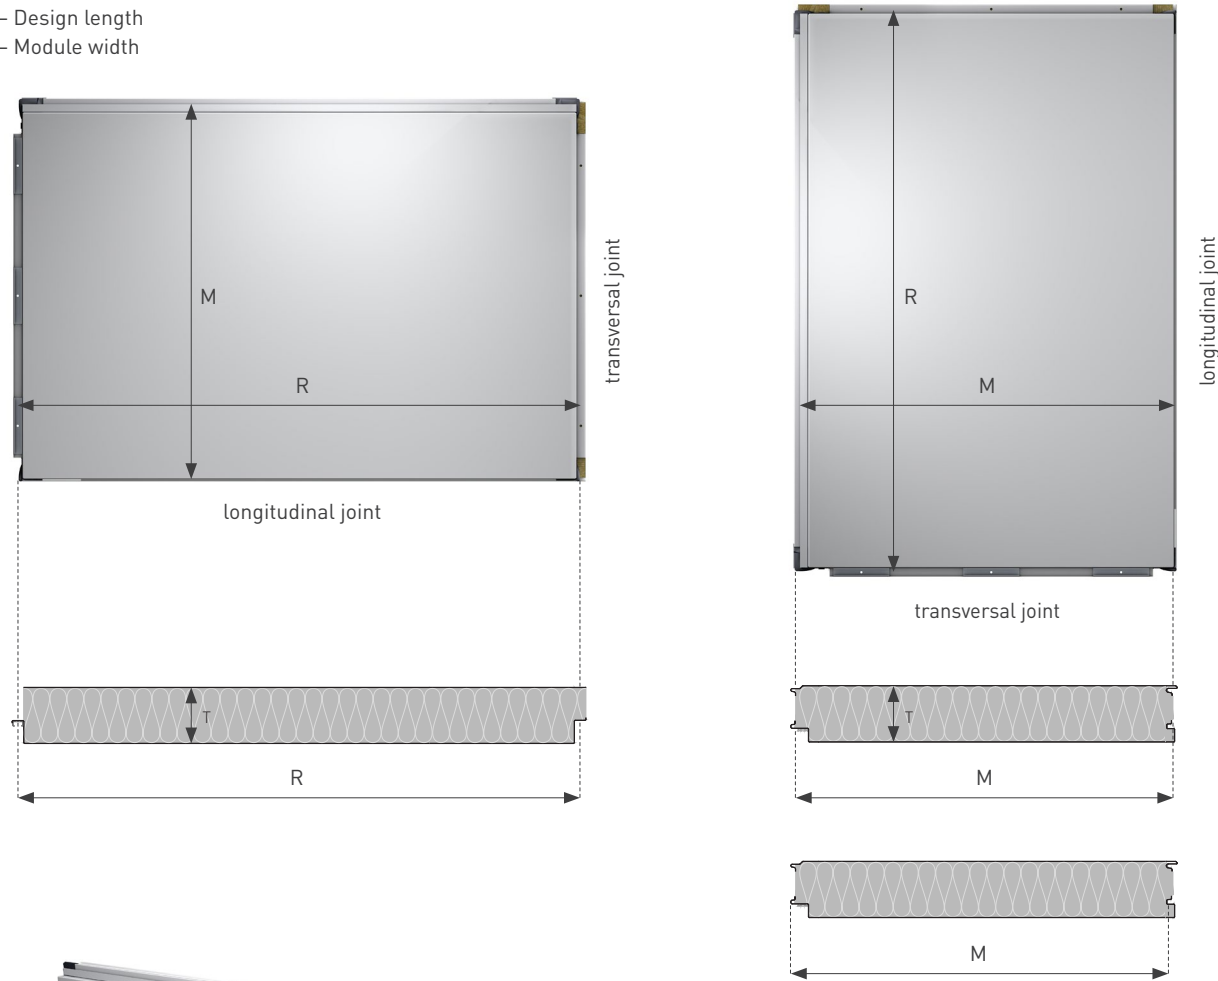 – Design length
– Module width
M
R
transversal joint
longitudinal joint
R
M
longitudinal joint
transversal joint
T
R
T
M
M